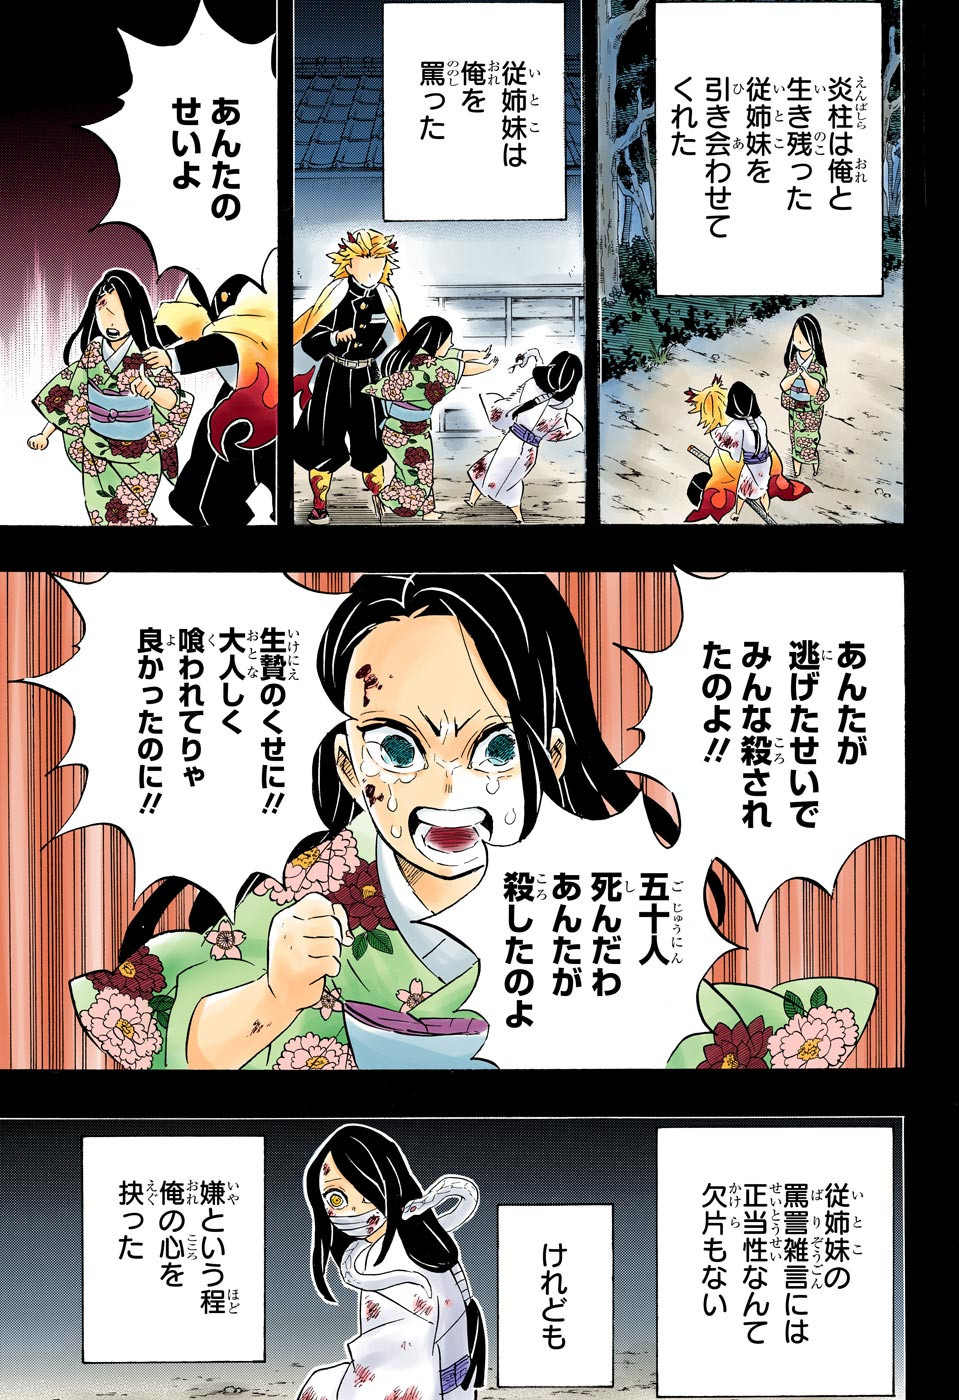 炎柱は俺と
生き残った
従姉妹を
引き会わせて
くれた
従姉妹は
俺を
罵った
あんたの
せいよ
あんたが
逃げたせいで
みんな殺され
たのよ!!
五十人
死んだわ
あんたが
殺したのよ
生贄のくせに!!
大人しく
喰われてりゃ
良かったのに!!
従姉妹の
罵詈雑言には
正当性なんて
欠片もない
けれども
嫌という程
俺の心を
抉った